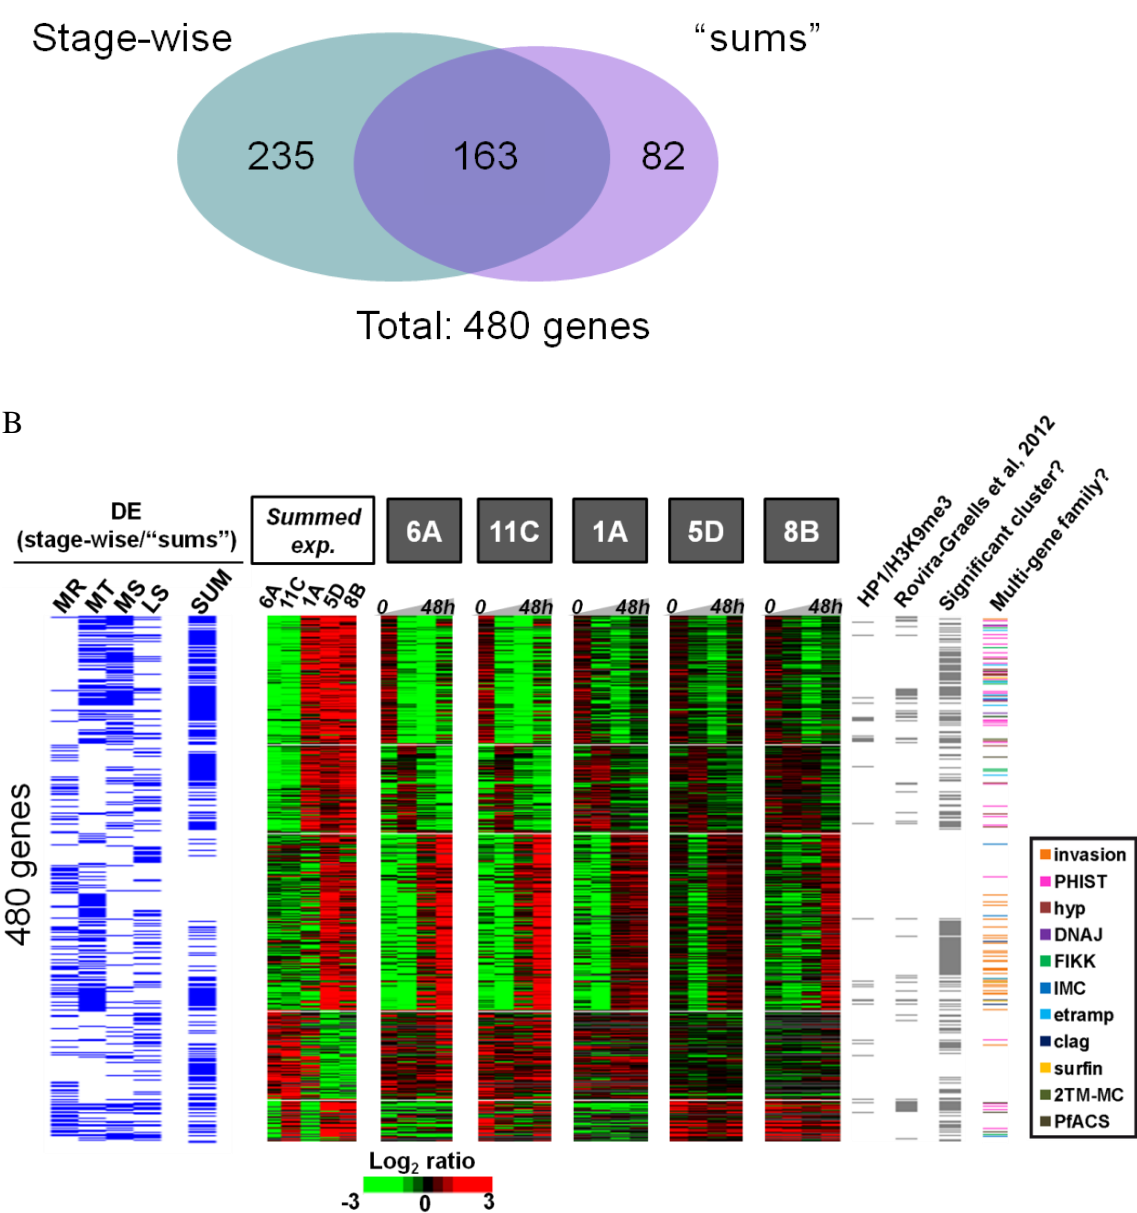 Stage-wise “sums”
235 163 82
Total: 480 genes
B
DE
(stage-wise/“sums”)
MR MT MS LS SUM
Summed
exp.
6A 11C 1A 5D 8B
6A 11C 1A 5D 8B
0 48h 0 48h 0 48h 0 48h 0 48h
HP1/H3K9me3
Rovira-Graells et al, 2012
Significant cluster?
Multi-gene family?
480 genes
invasion
PHIST
hyp
DNAJ
FIKK
IMC
etramp
clag
surfin
2TM-MC
PfACS
Log2 ratio
-3 0 3